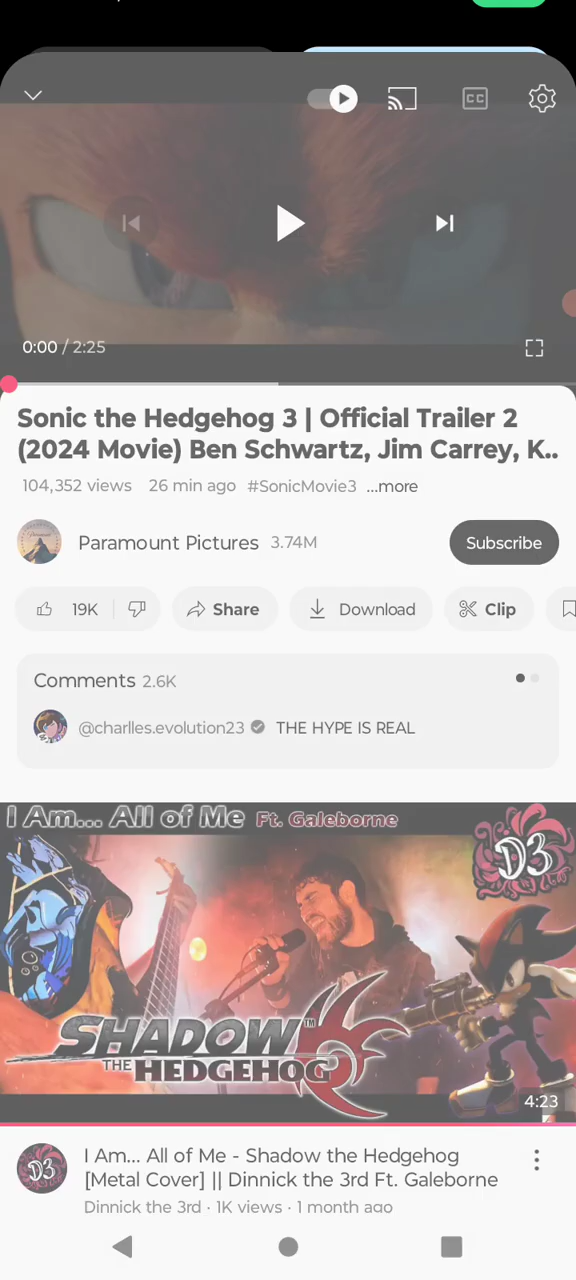 0:00 / 2:25
Sonic the Hedgehog 3 | Official Trailer 2
(2024 Movie) Ben Schwartz, Jim Carrey, K..
104,352 views 26 min ago #SonicMovie3 ...more
Paramount Pictures 3.74M
Subscribe
19K
Share
Download
Clip
Comments 2.6K
@charlles.evolution23 THE HYPE IS REAL
I Am... All of Me Ft. Galeborne
D3
SHADOW™
THE HEDGEHOG
4:23
D3
I Am... All of Me - Shadow the Hedgehog
[Metal Cover] || Dinnick the 3rd Ft. Galeborne
Dinnick the 3rd · 1K views · 1 month ago